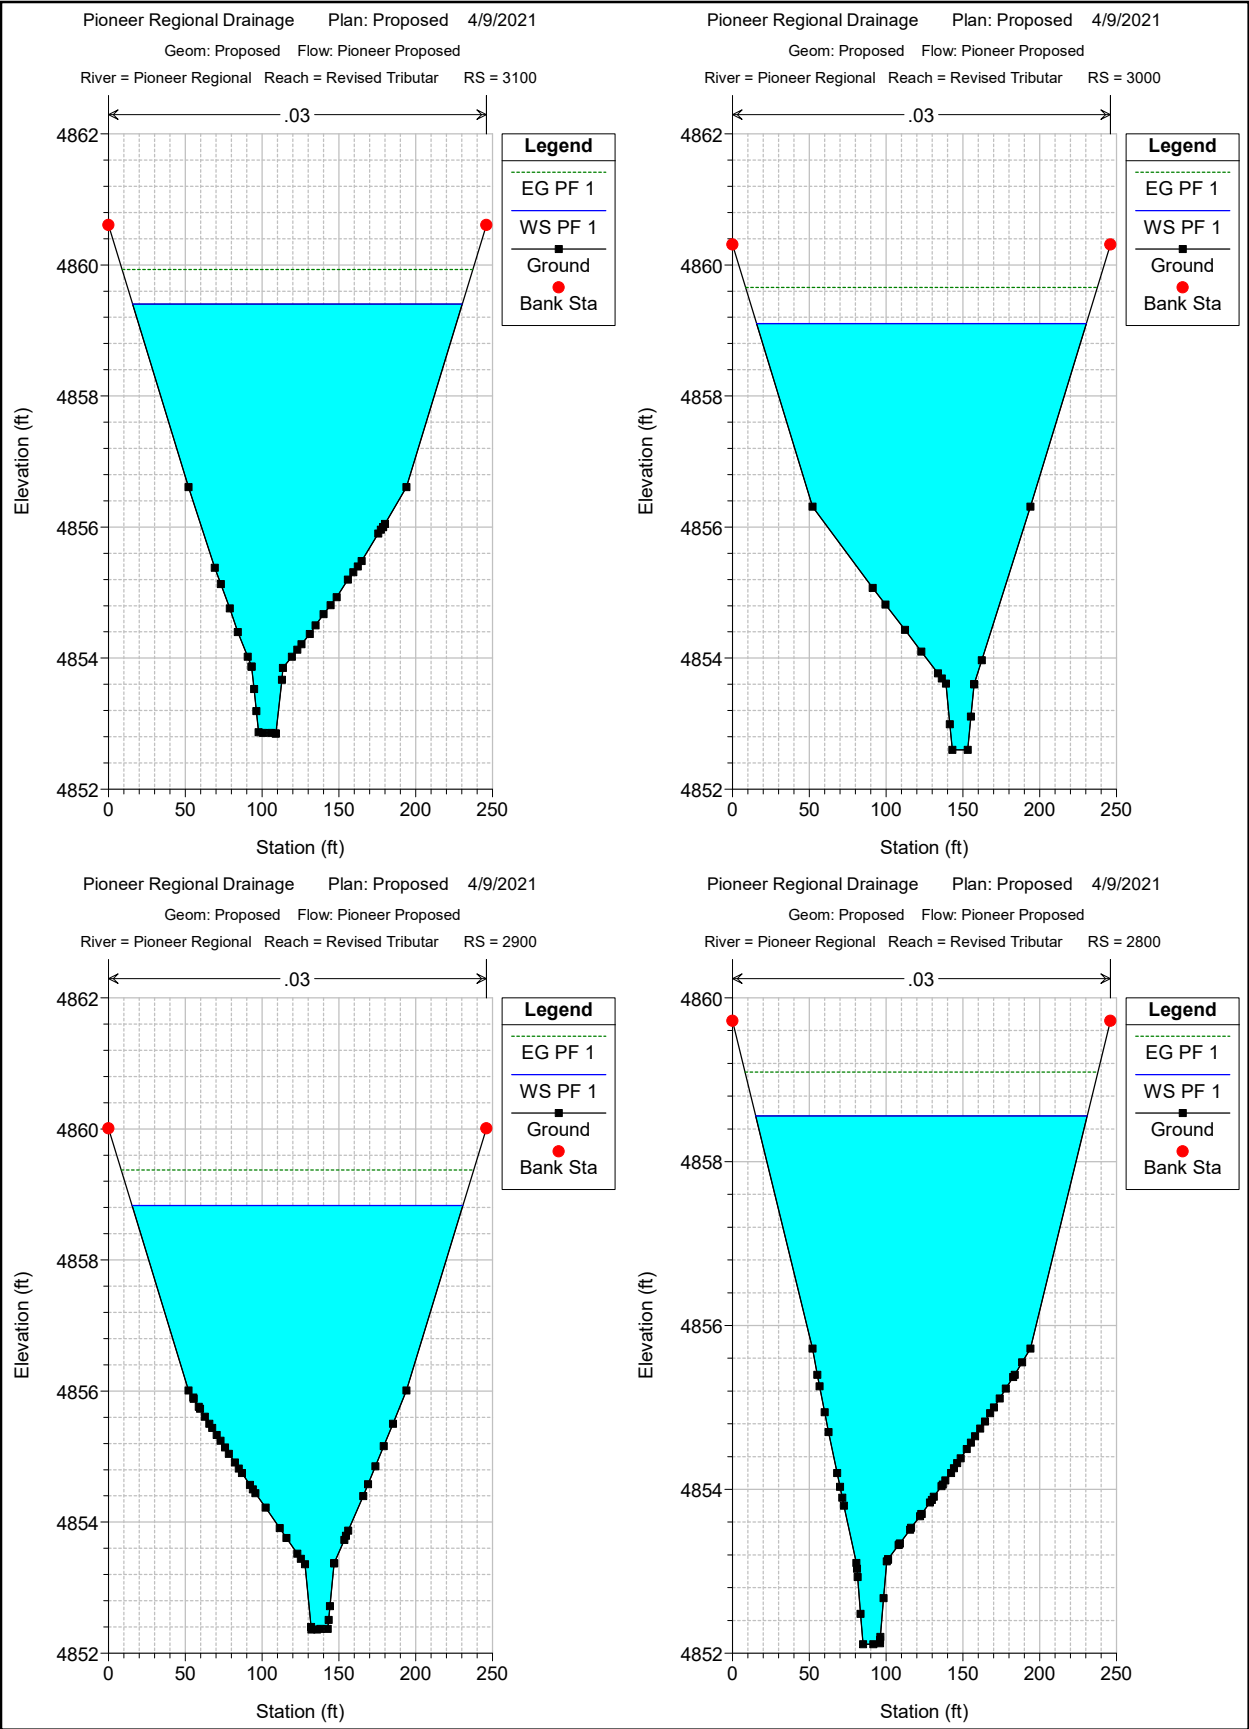 Pioneer Regional Drainage Plan: Proposed 4/9/2021
Geom: Proposed Flow: Pioneer Proposed
River = Pioneer Regional Reach = Revised Tributar RS = 3100
.03
4862
4860
4858
4856
4854
4852
Elevation (ft)
0 50 100 150 200 250
Station (ft)
Legend
EG PF 1
WS PF 1
Ground
Bank Sta
Pioneer Regional Drainage Plan: Proposed 4/9/2021
Geom: Proposed Flow: Pioneer Proposed
River = Pioneer Regional Reach = Revised Tributar RS = 3000
.03
4862
4860
4858
4856
4854
4852
Elevation (ft)
0 50 100 150 200 250
Station (ft)
Legend
EG PF 1
WS PF 1
Ground
Bank Sta
Pioneer Regional Drainage Plan: Proposed 4/9/2021
Geom: Proposed Flow: Pioneer Proposed
River = Pioneer Regional Reach = Revised Tributar RS = 2900
.03
4862
4860
4858
4856
4854
4852
Elevation (ft)
0 50 100 150 200 250
Station (ft)
Legend
EG PF 1
WS PF 1
Ground
Bank Sta
Pioneer Regional Drainage Plan: Proposed 4/9/2021
Geom: Proposed Flow: Pioneer Proposed
River = Pioneer Regional Reach = Revised Tributar RS = 2800
.03
4860
4858
4856
4854
4852
Elevation (ft)
0 50 100 150 200 250
Station (ft)
Legend
EG PF 1
WS PF 1
Ground
Bank Sta